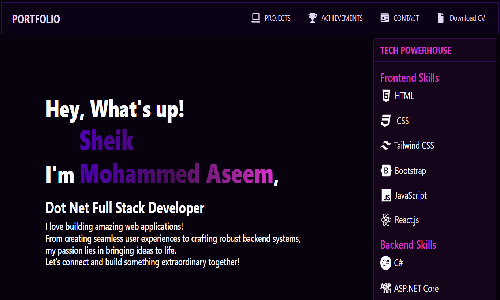 PORTFOLIO
PROJECTS
ACHIEVEMENTS
CONTACT
Download CV
Hey, What's up!
Sheik
I'm Mohammed Aseem,
Dot Net Full Stack Developer
I love building amazing web applications!
From creating seamless user experiences to crafting robust backend systems,
my passion lies in bringing ideas to life.
Let's connect and build something extraordinary together!
TECH POWERHOUSE
Frontend Skills
HTML
CSS
Tailwind CSS
Bootstrap
JavaScript
React.js
Backend Skills
C#
ASP.NET Core